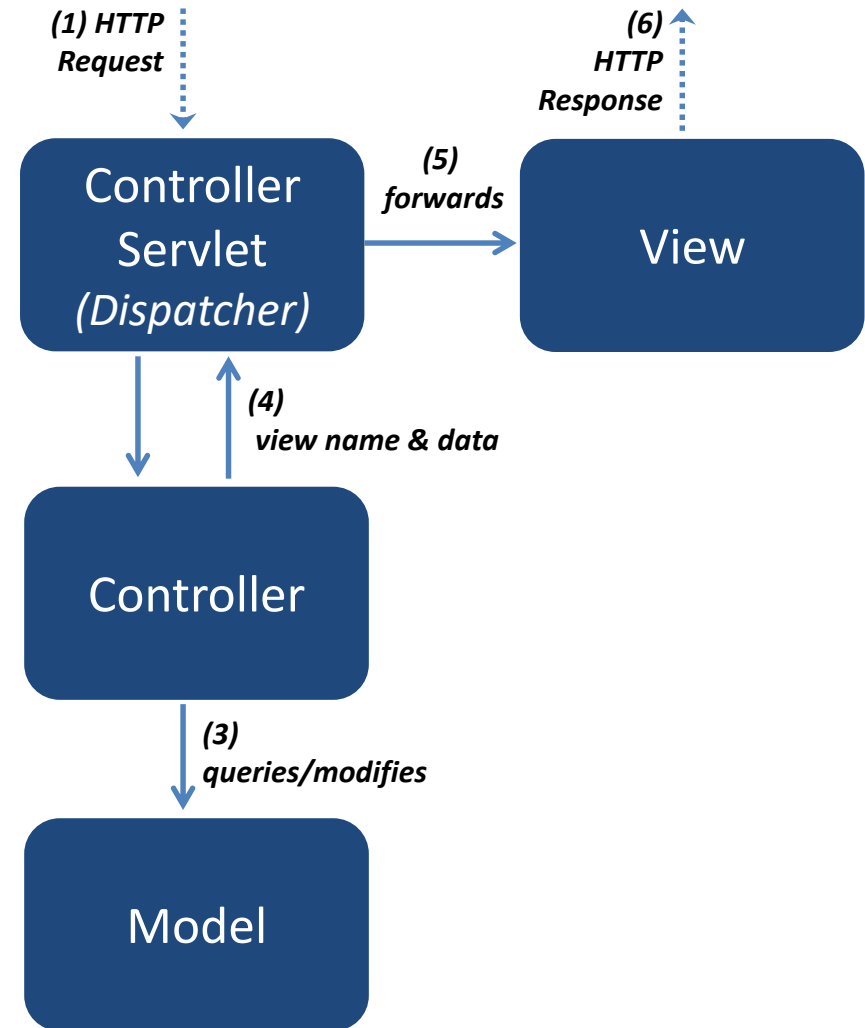 (1) HTTP
Request
(6)
HTTP
Response
Controller
Servlet
(Dispatcher)
(5)
forwards
View
(4)
view name & data
Controller
(3)
queries/modifies
Model